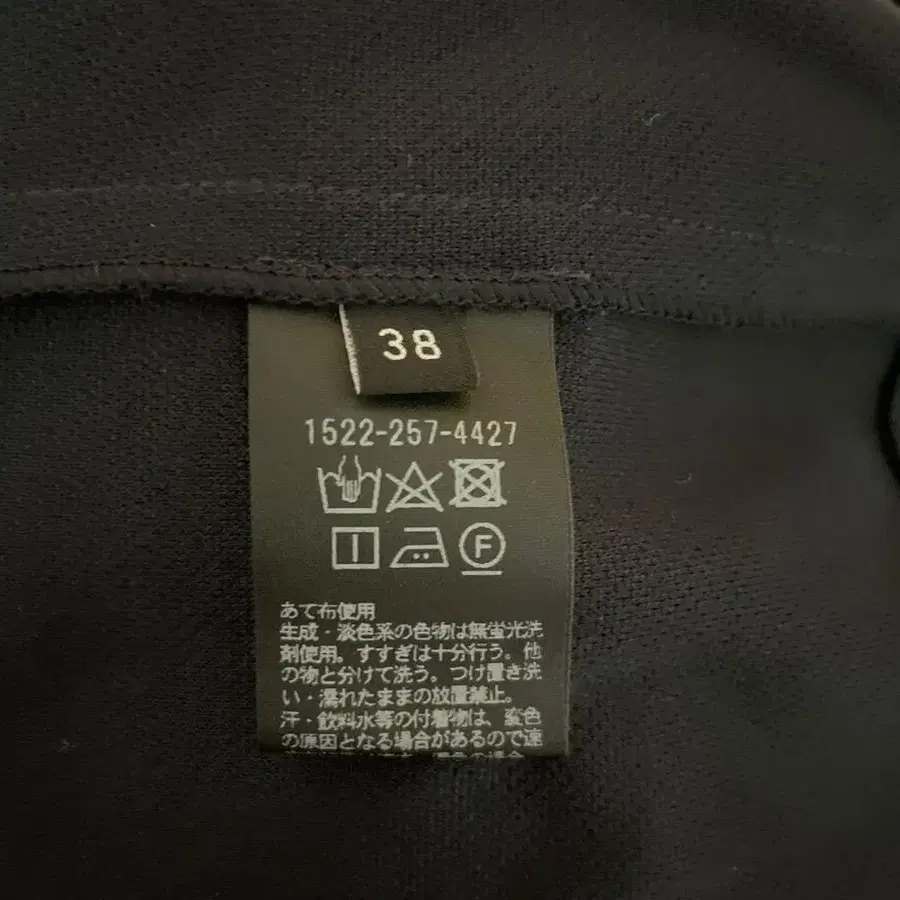 38
1522-257-4427
F
あて布使用
生成・淡色系の色物は無蛍光洗
剤使用。すすぎは十分行う。他
の物と分けて洗う。つけ置き洗
い・濡れたままの放置禁止。
汗・飲料水等の付着物は、変色
の原因となる場合があるので速